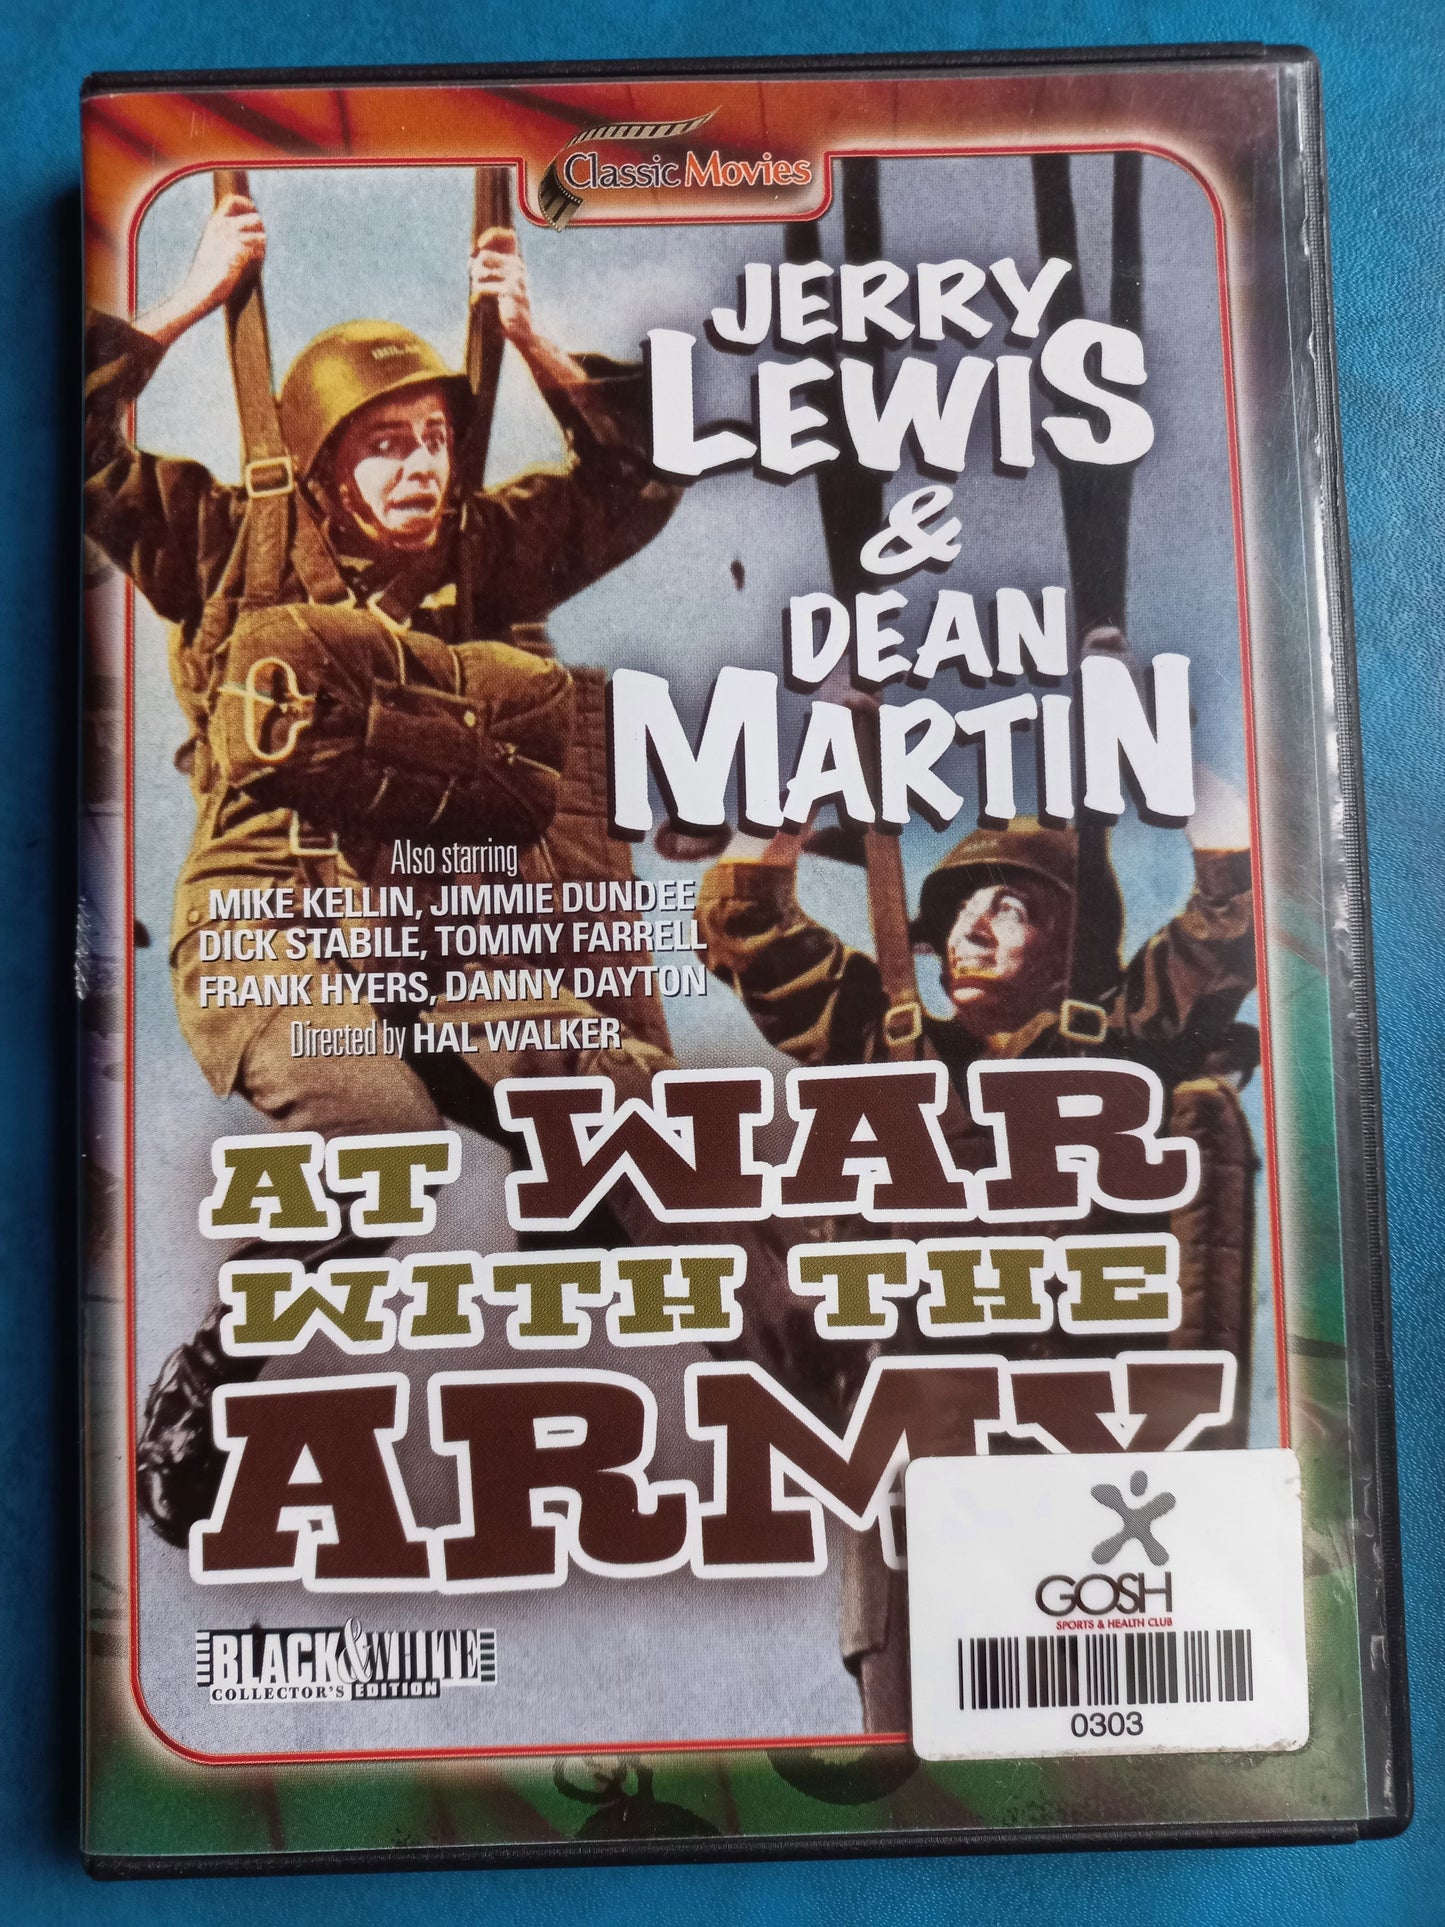 Classic Movies
JERRY
LEWIS
&
DEAN
MARTIN
Also starring
MIKE KELLIN, JIMMIE DUNDEE
DICK STABILE, TOMMY FARRELL
FRANK HYERS, DANNY DAYTON
Directed by HAL WALKER
AT WAR
WITH THE
ARMY
BLACK & WHITE
COLLECTOR'S EDITION
GOSH
SPORTS & HEALTH CLUB
0303